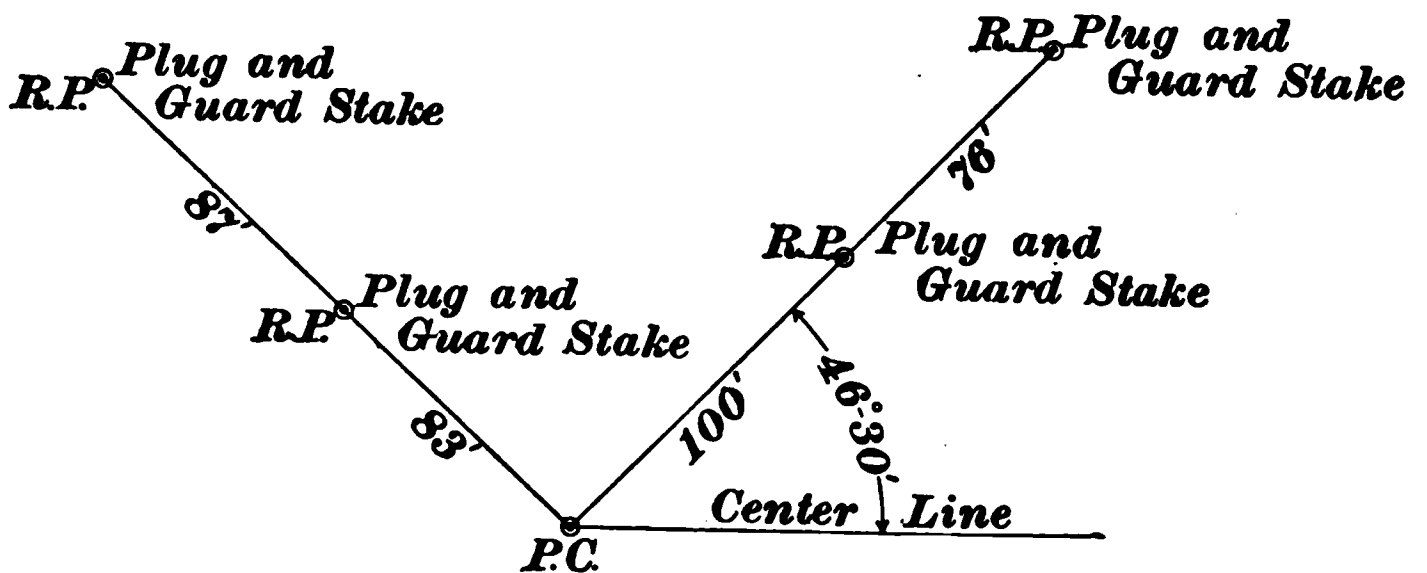 R.P. Plug and
Guard Stake
R.P. Plug and
Guard Stake
76'
87'
R.P. Plug and
Guard Stake
R.P. Plug and
Guard Stake
83'
100'
46°-30'
Center Line
P.C.